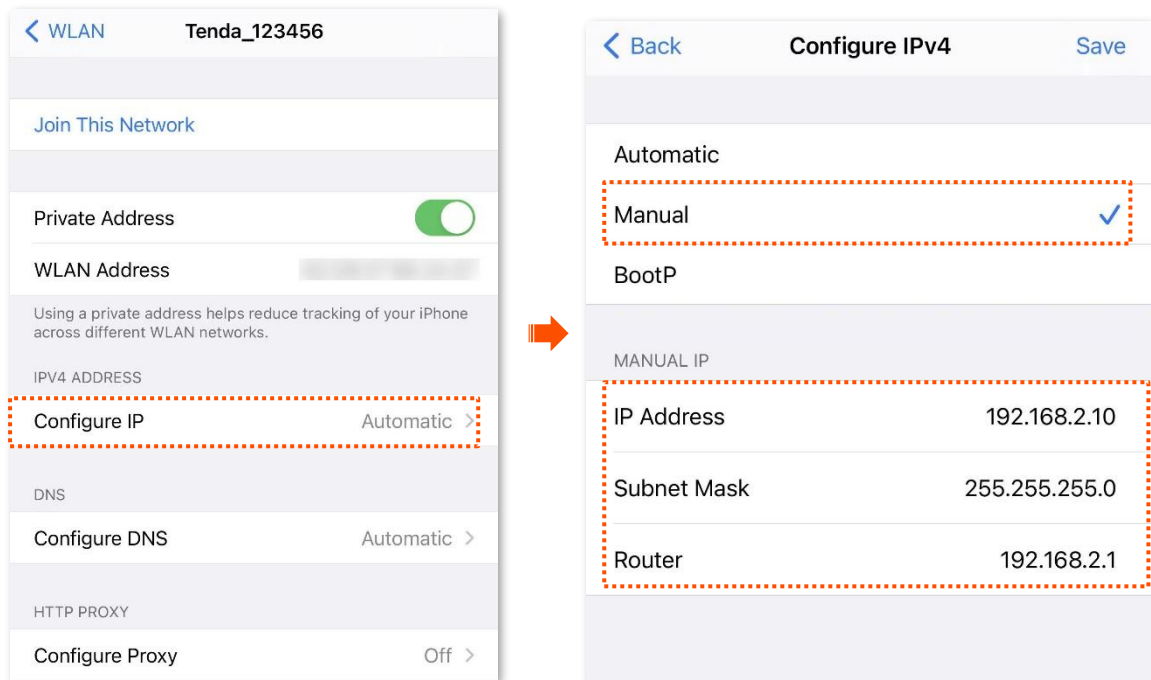 WLAN
Tenda_123456
Join This Network
Private Address
WLAN Address
Using a private address helps reduce tracking of your iPhone
across different WLAN networks.
IPV4 ADDRESS
Configure IP Automatic
DNS
Configure DNS Automatic
HTTP PROXY
Configure Proxy Off
Back
Configure IPv4
Save
Automatic
Manual
BootP
MANUAL IP
IP Address 192.168.2.10
Subnet Mask 255.255.255.0
Router 192.168.2.1